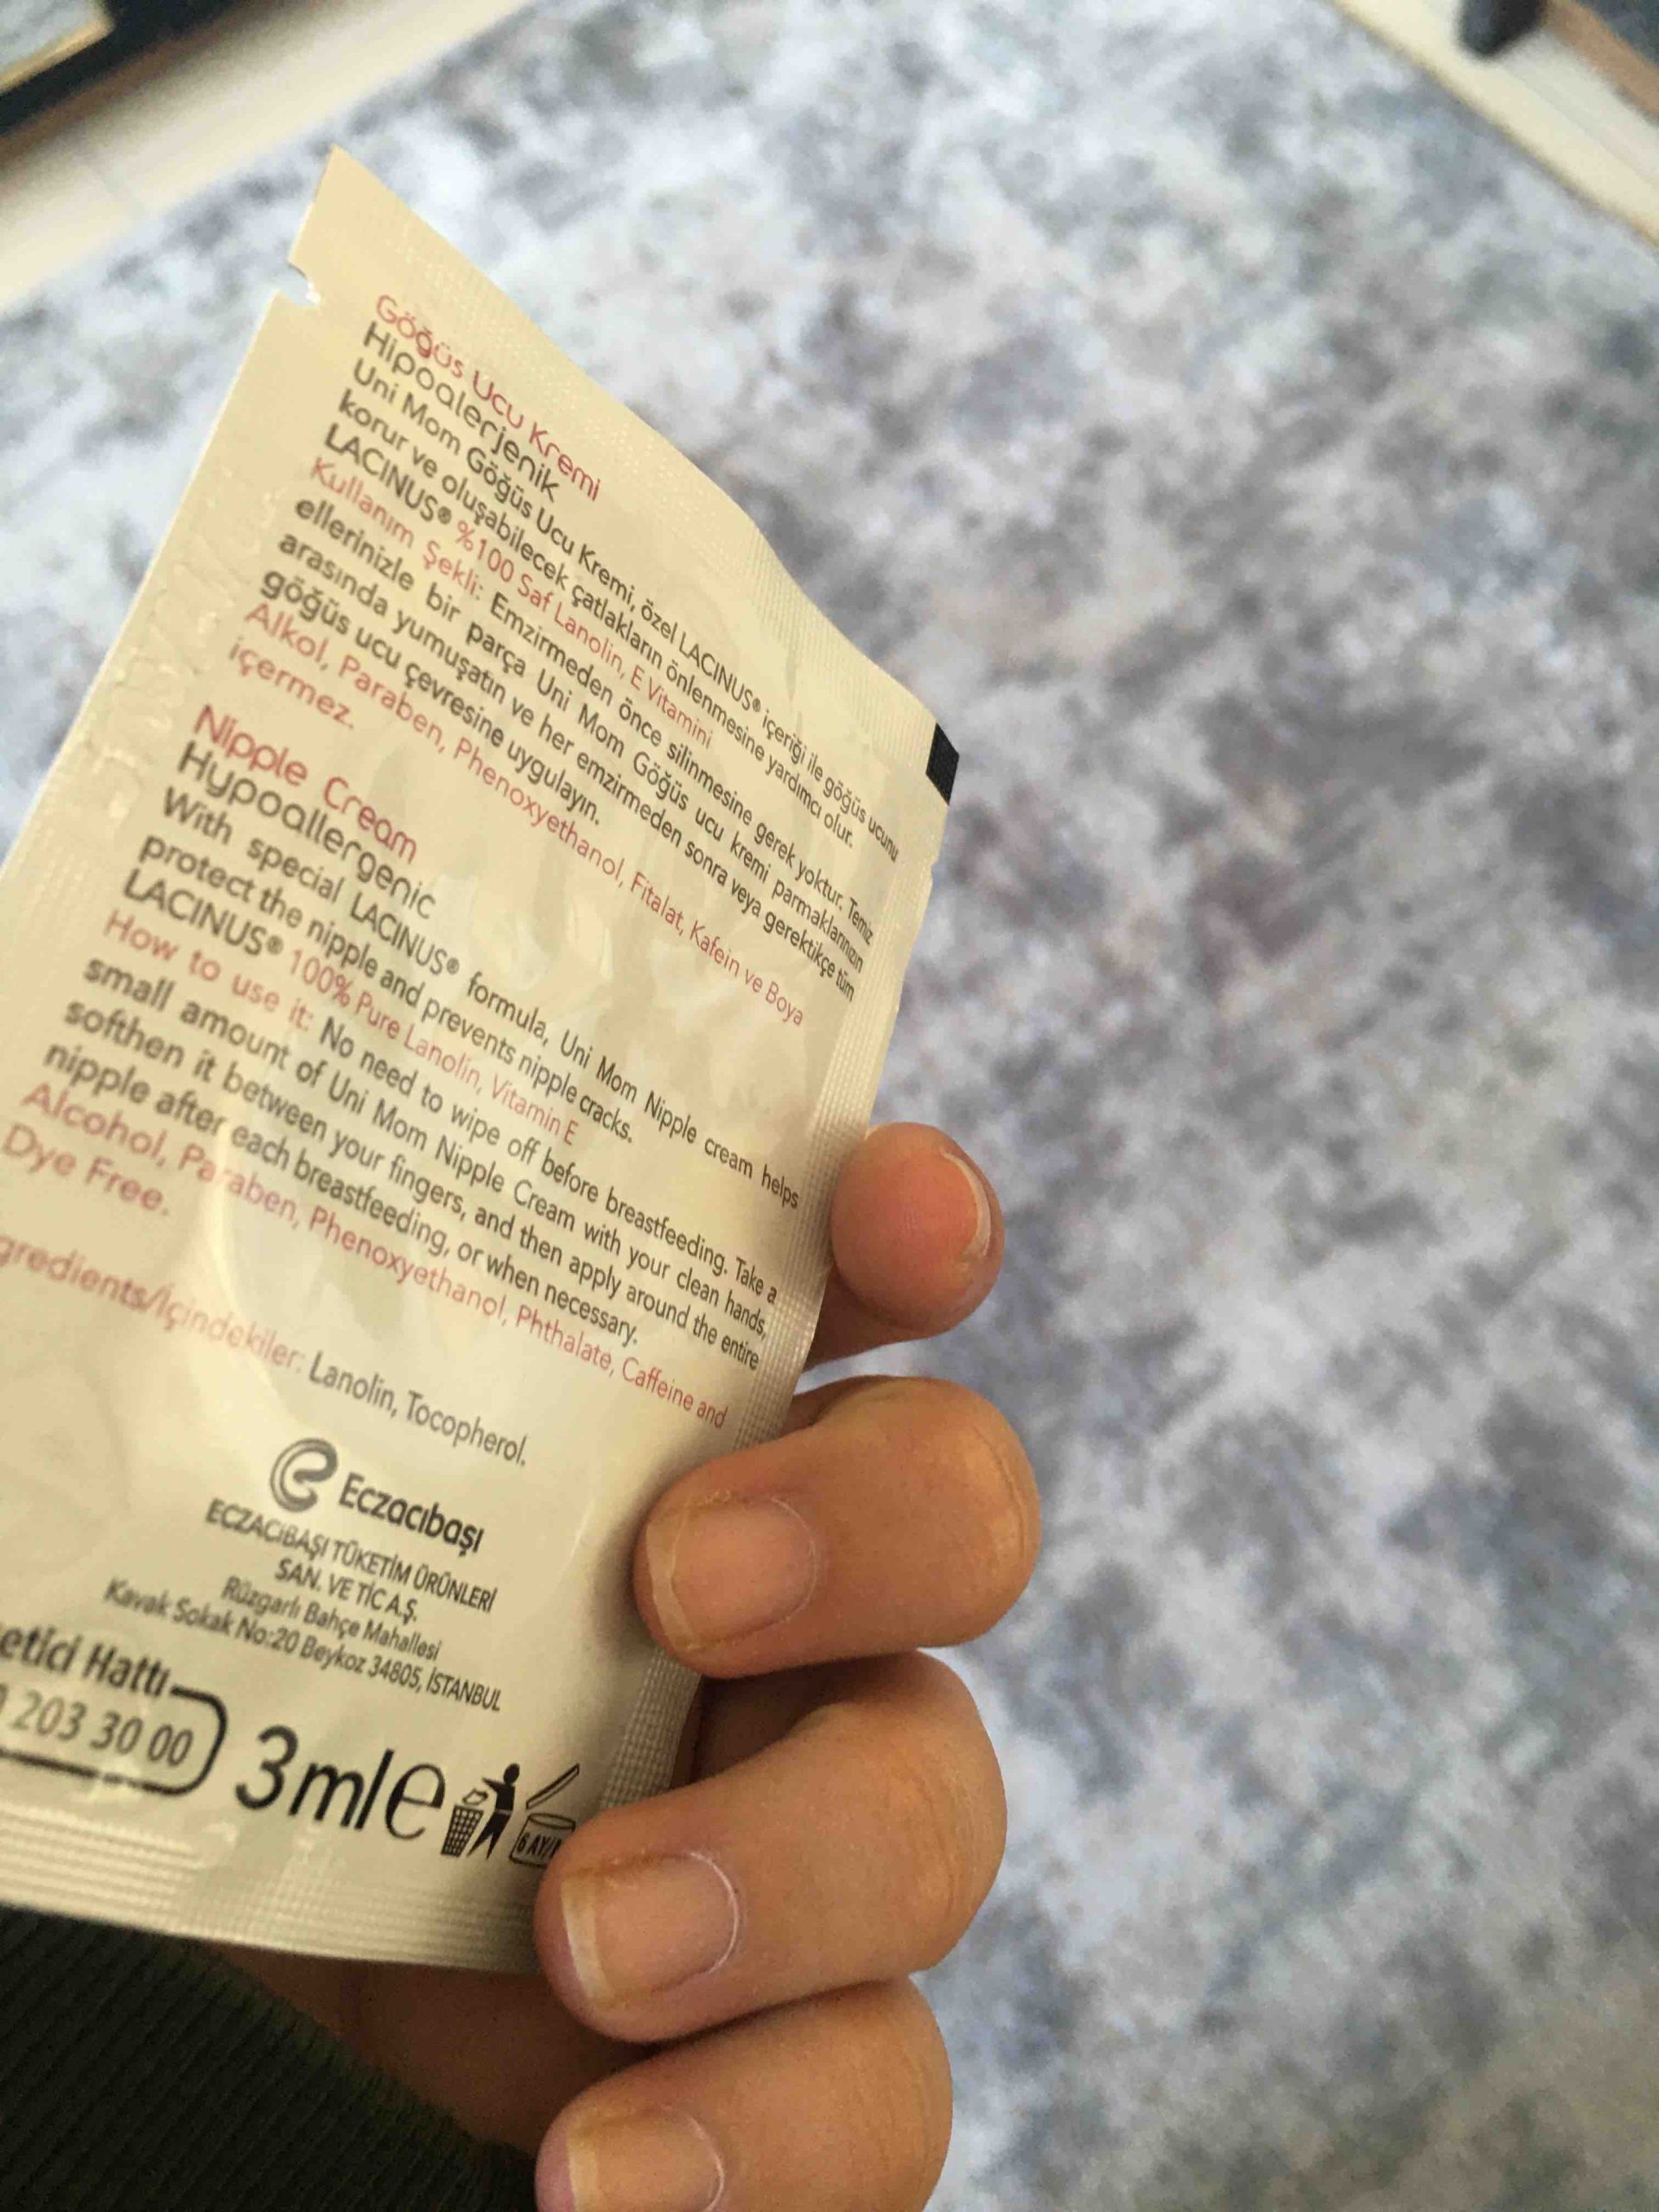 Göğüs Ucu Kremi
Hipoalerjenik
Uni Mom Göğüs Ucu Kremi, özel LACINUS® içeriği ile göğüs ucunu
korur ve oluşabilecek çatlakların önlenmesine yardımcı olur.
LACINUS® %100 Saf Lanolin, E Vitamini
Kullanım Şekli: Emzirmeden önce silinmesine gerek yoktur. Temiz
ellerinizle bir parça Uni Mom Göğüs ucu kremi parmaklarınızın
arasında yumuşatın ve her emzirmeden sonra veya gerektikçe tüm
göğüs ucu çevresine uygulayın.
Alkol, Paraben, Phenoxyethanol, Fitalat, Kafein ve Boya
içermez.
Nipple Cream
Hypoallergenic
With special LACINUS® formula, Uni Mom Nipple cream helps
protect the nipple and prevents nipple cracks.
LACINUS® 100% Pure Lanolin, Vitamin E
How to use it: No need to wipe off before breastfeeding. Take a
small amount of Uni Mom Nipple Cream with your clean hands,
softhen it between your fingers, and then apply around the entire
nipple after each breastfeeding, or when necessary.
Alcohol, Paraben, Phenoxyethanol, Phthalate, Caffeine and
Dye Free.
gredients/İçindekiler: Lanolin, Tocopherol.
Eczacıbaşı
ECZACIBAŞI TÜKETİM ÜRÜNLERİ
SAN. VE TİC A.Ş.
Rüzgarlı Bahçe Mahallesi
Kavak Sokak No:20 Beykoz 34805, İSTANBUL
etici Hattı
203 30 00
3mle
6 AY/